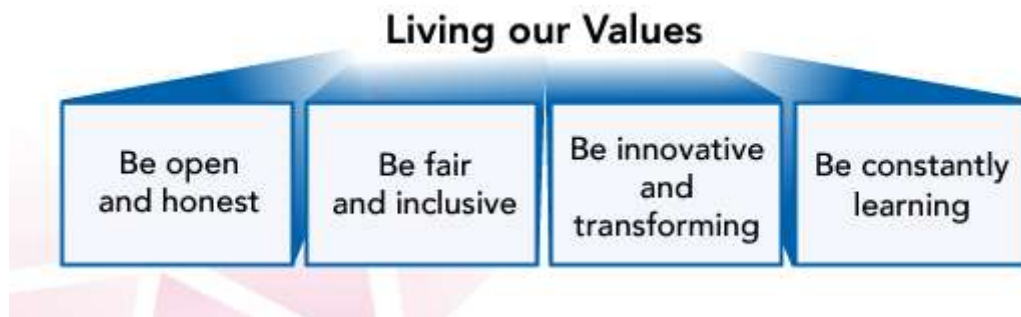 Living our Values
Be open
and honest
Be fair
and inclusive
Be innovative
and
transforming
Be constantly
learning